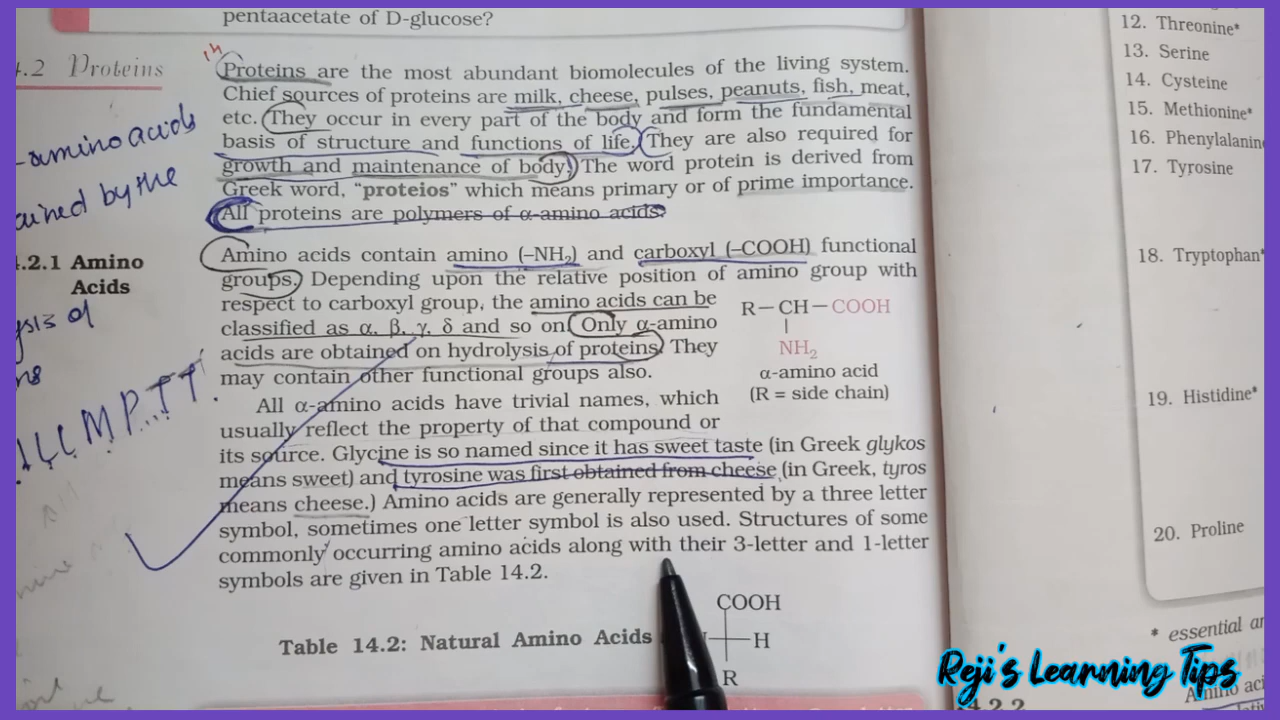 pentaacetate of D-glucose?
.2 Proteins
Proteins are the most abundant biomolecules of the living system.
Chief sources of proteins are milk, cheese, pulses, peanuts, fish, meat,
etc. They occur in every part of the body and form the fundamental
basis of structure and functions of life. They are also required for
growth and maintenance of body. The word protein is derived from
Greek word, “proteios” which means primary or of prime importance.
All proteins are polymers of α-amino acids.
-amino acids
by the
.2.1 Amino
Acids
Amino acids contain amino (–NH₂) and carboxyl (–COOH) functional
groups. Depending upon the relative position of amino group with
respect to carboxyl group, the amino acids can be
classified as α, β, γ, δ and so on. Only α-amino
acids are obtained on hydrolysis of proteins. They
may contain other functional groups also.
R – CH – COOH
NH₂
α-amino acid
(R = side chain)
All α-amino acids have trivial names, which
usually reflect the property of that compound or
its source. Glycine is so named since it has sweet taste (in Greek glykos
means sweet) and tyrosine was first obtained from cheese (in Greek, tyros
means cheese.) Amino acids are generally represented by a three letter
symbol, sometimes one letter symbol is also used. Structures of some
commonly occurring amino acids along with their 3-letter and 1-letter
symbols are given in Table 14.2.
COOH
Table 14.2: Natural Amino Acids
H
R
12. Threonine*
13. Serine
14. Cysteine
15. Methionine*
16. Phenylalanin
17. Tyrosine
18. Tryptophan*
19. Histidine*
20. Proline
* essential
Reji's Learning Tips